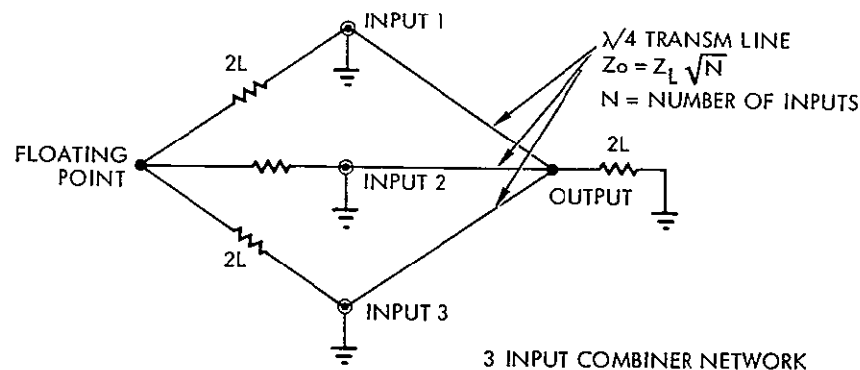 INPUT 1
λ/4 TRANSM LINE
Zo = ZL √N
N = NUMBER OF INPUTS
2L
FLOATING
POINT
INPUT 2
2L
OUTPUT
2L
INPUT 3
3 INPUT COMBINER NETWORK